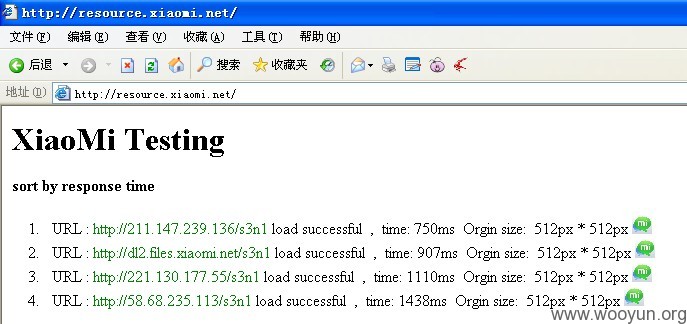 http://resource.xiaomi.net/
文件(F) 编辑(E) 查看(V) 收藏(A) 工具(T) 帮助(H)
后退 搜索 收藏夹
地址(D) http://resource.xiaomi.net/
XiaoMi Testing
sort by response time
1. URL : http://211.147.239.136/s3n1 load successful , time: 750ms Orgin size: 512px * 512px mi
2. URL : http://dl2.files.xiaomi.net/s3n1 load successful , time: 907ms Orgin size: 512px * 512px mi
3. URL : http://221.130.177.55/s3n1 load successful , time: 1110ms Orgin size: 512px * 512px mi
4. URL : http://58.68.235.113/s3n1 load successful , time: 1438ms Orgin size: 512px * 512px mi
www.wooyun.org